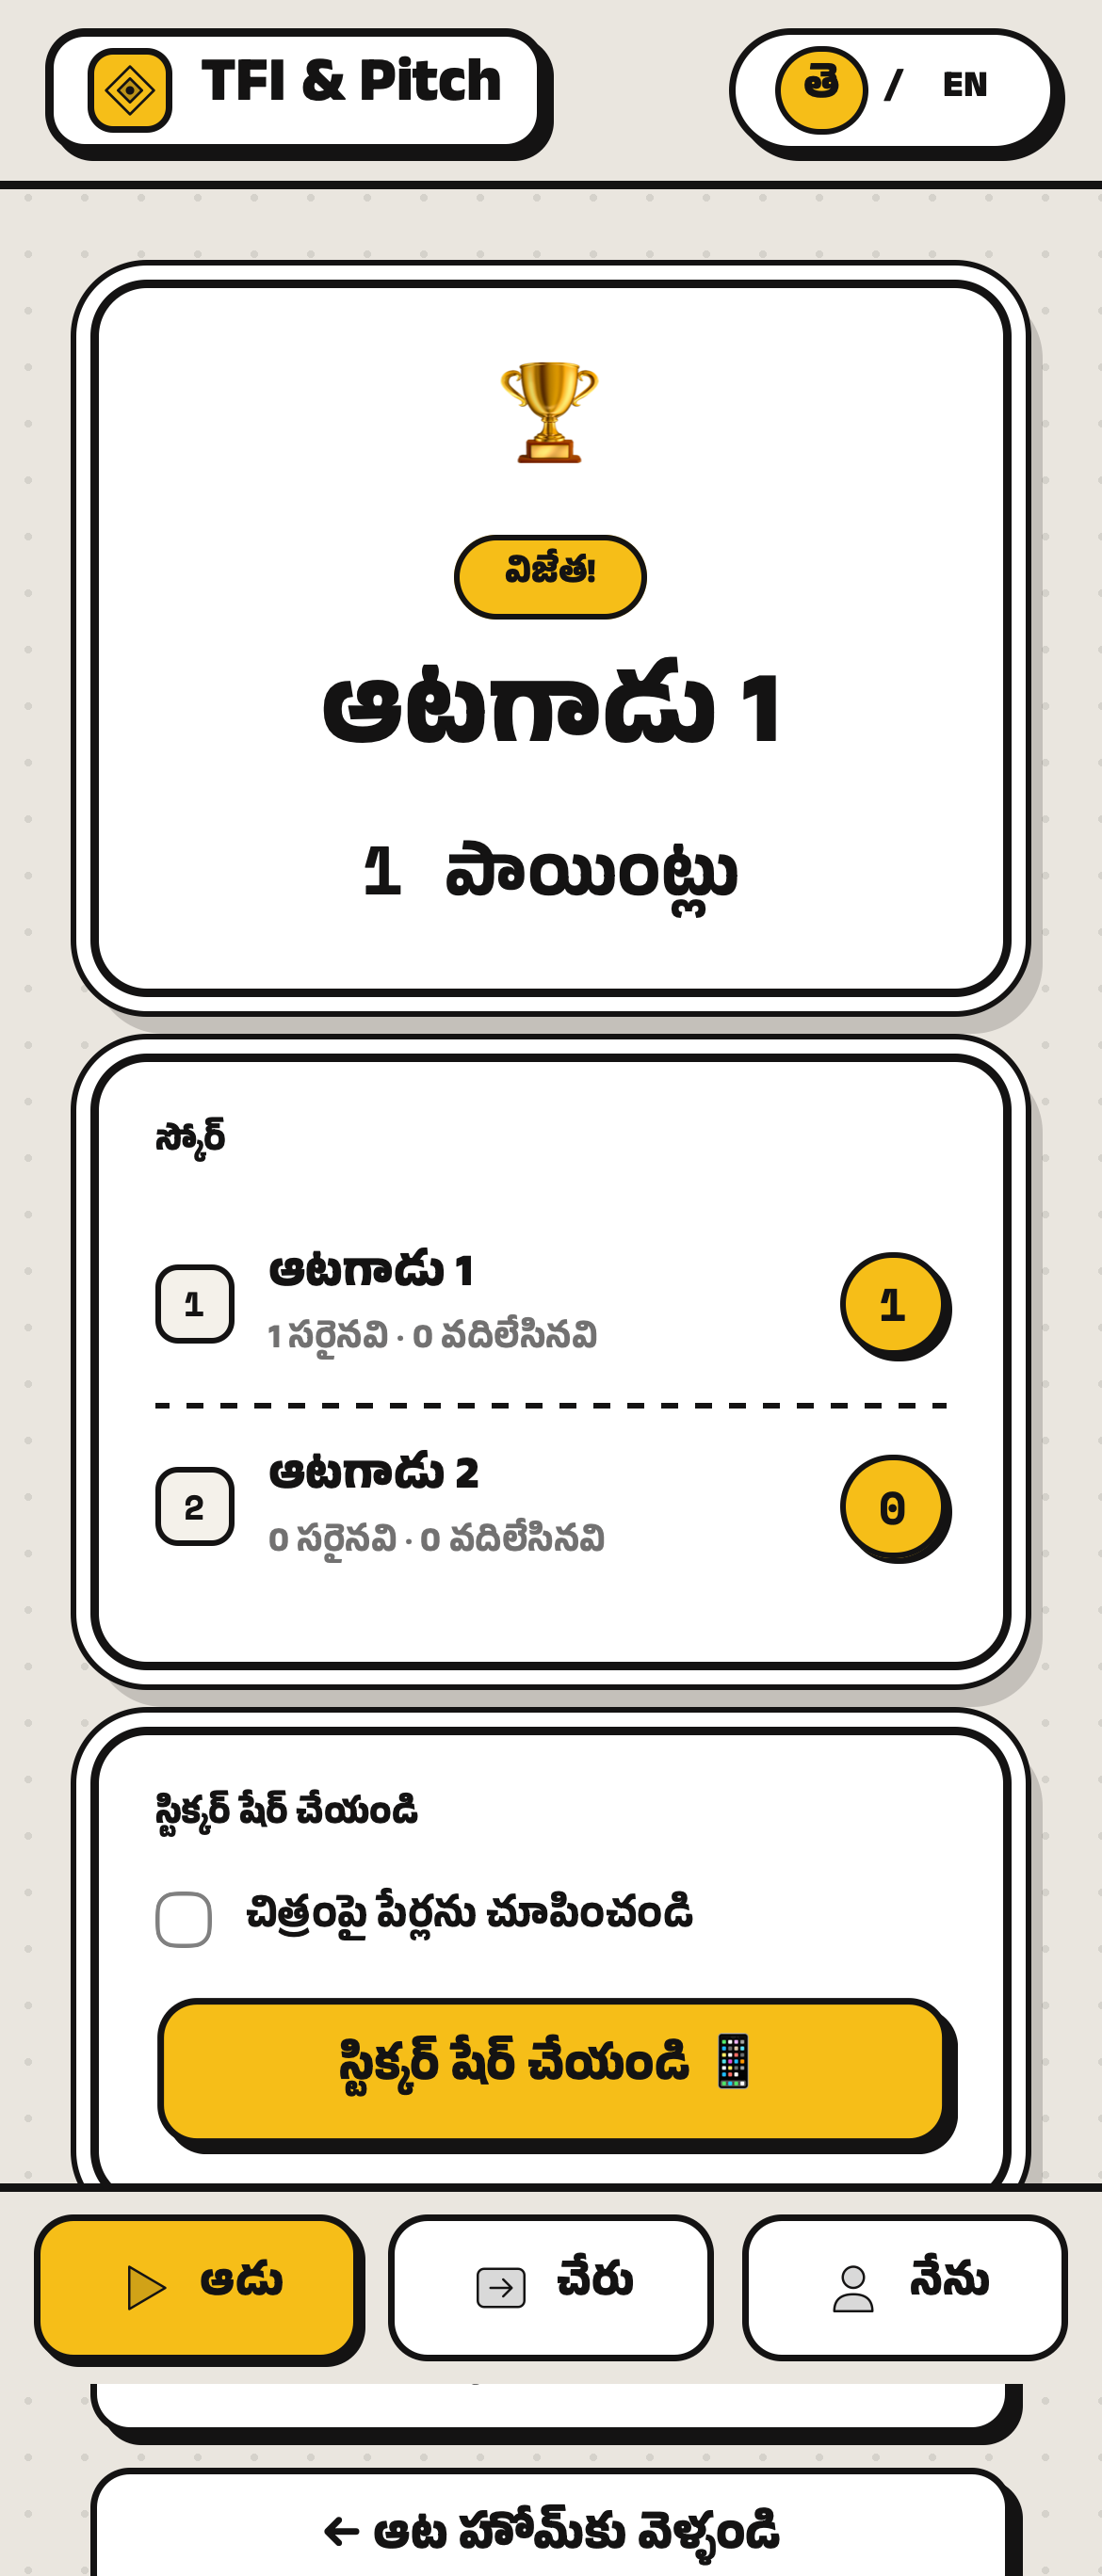 TFI & Pitch
తె / EN
విజేత!
ఆటగాడు 1
1 పాయింట్లు
స్కోర్
1
ఆటగాడు 1
1 సరైనవి · 0 వదిలేసినవి
1
2
ఆటగాడు 2
0 సరైనవి · 0 వదిలేసినవి
0
స్టిక్కర్ షేర్ చేయండి
చిత్రంపై పేర్లను చూపించండి
స్టిక్కర్ షేర్ చేయండి 📱
ఆడు
చేరు
నేను
← ఆట హోమ్‌కు వెళ్ళండి